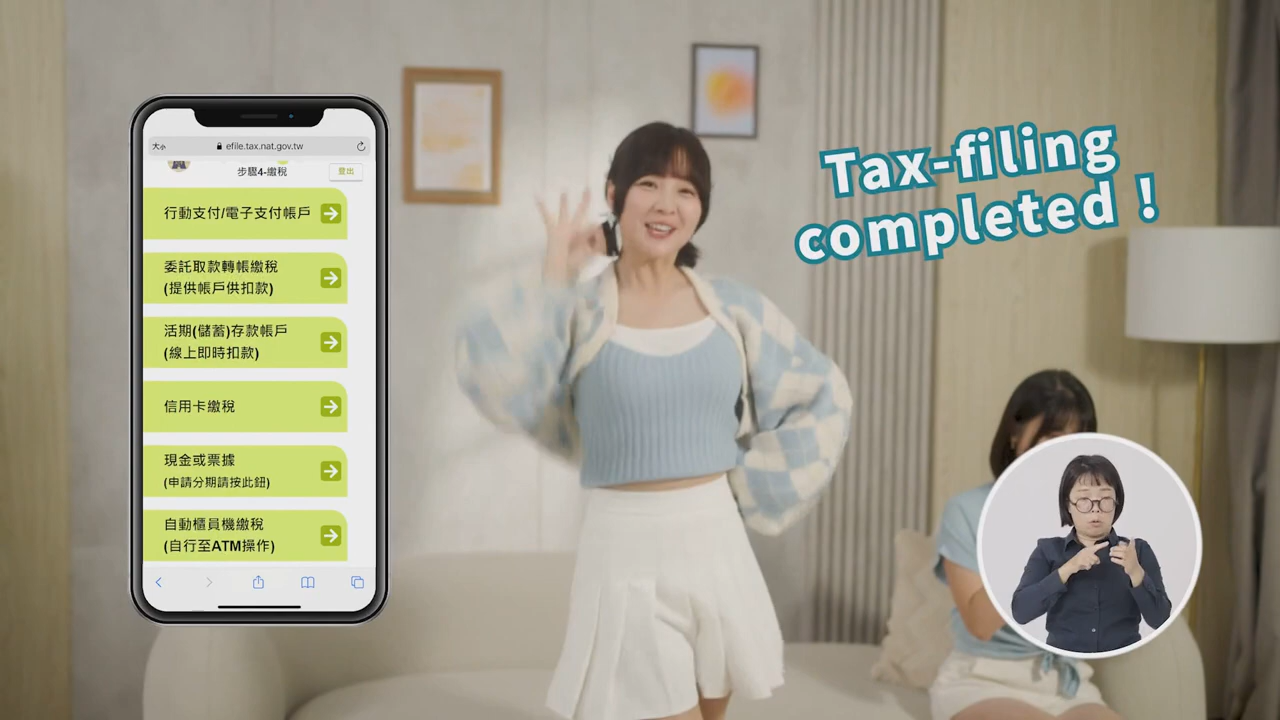 大小
efile.tax.nat.gov.tw
步驟4-繳稅
登出
行動支付/電子支付帳戶
委託取款轉帳繳稅
(提供帳戶供扣款)
活期(儲蓄)存款帳戶
(線上即時扣款)
信用卡繳稅
現金或票據
(申請分期請按此鈕)
自動櫃員機繳稅
(自行至ATM操作)
Tax-filing
completed！